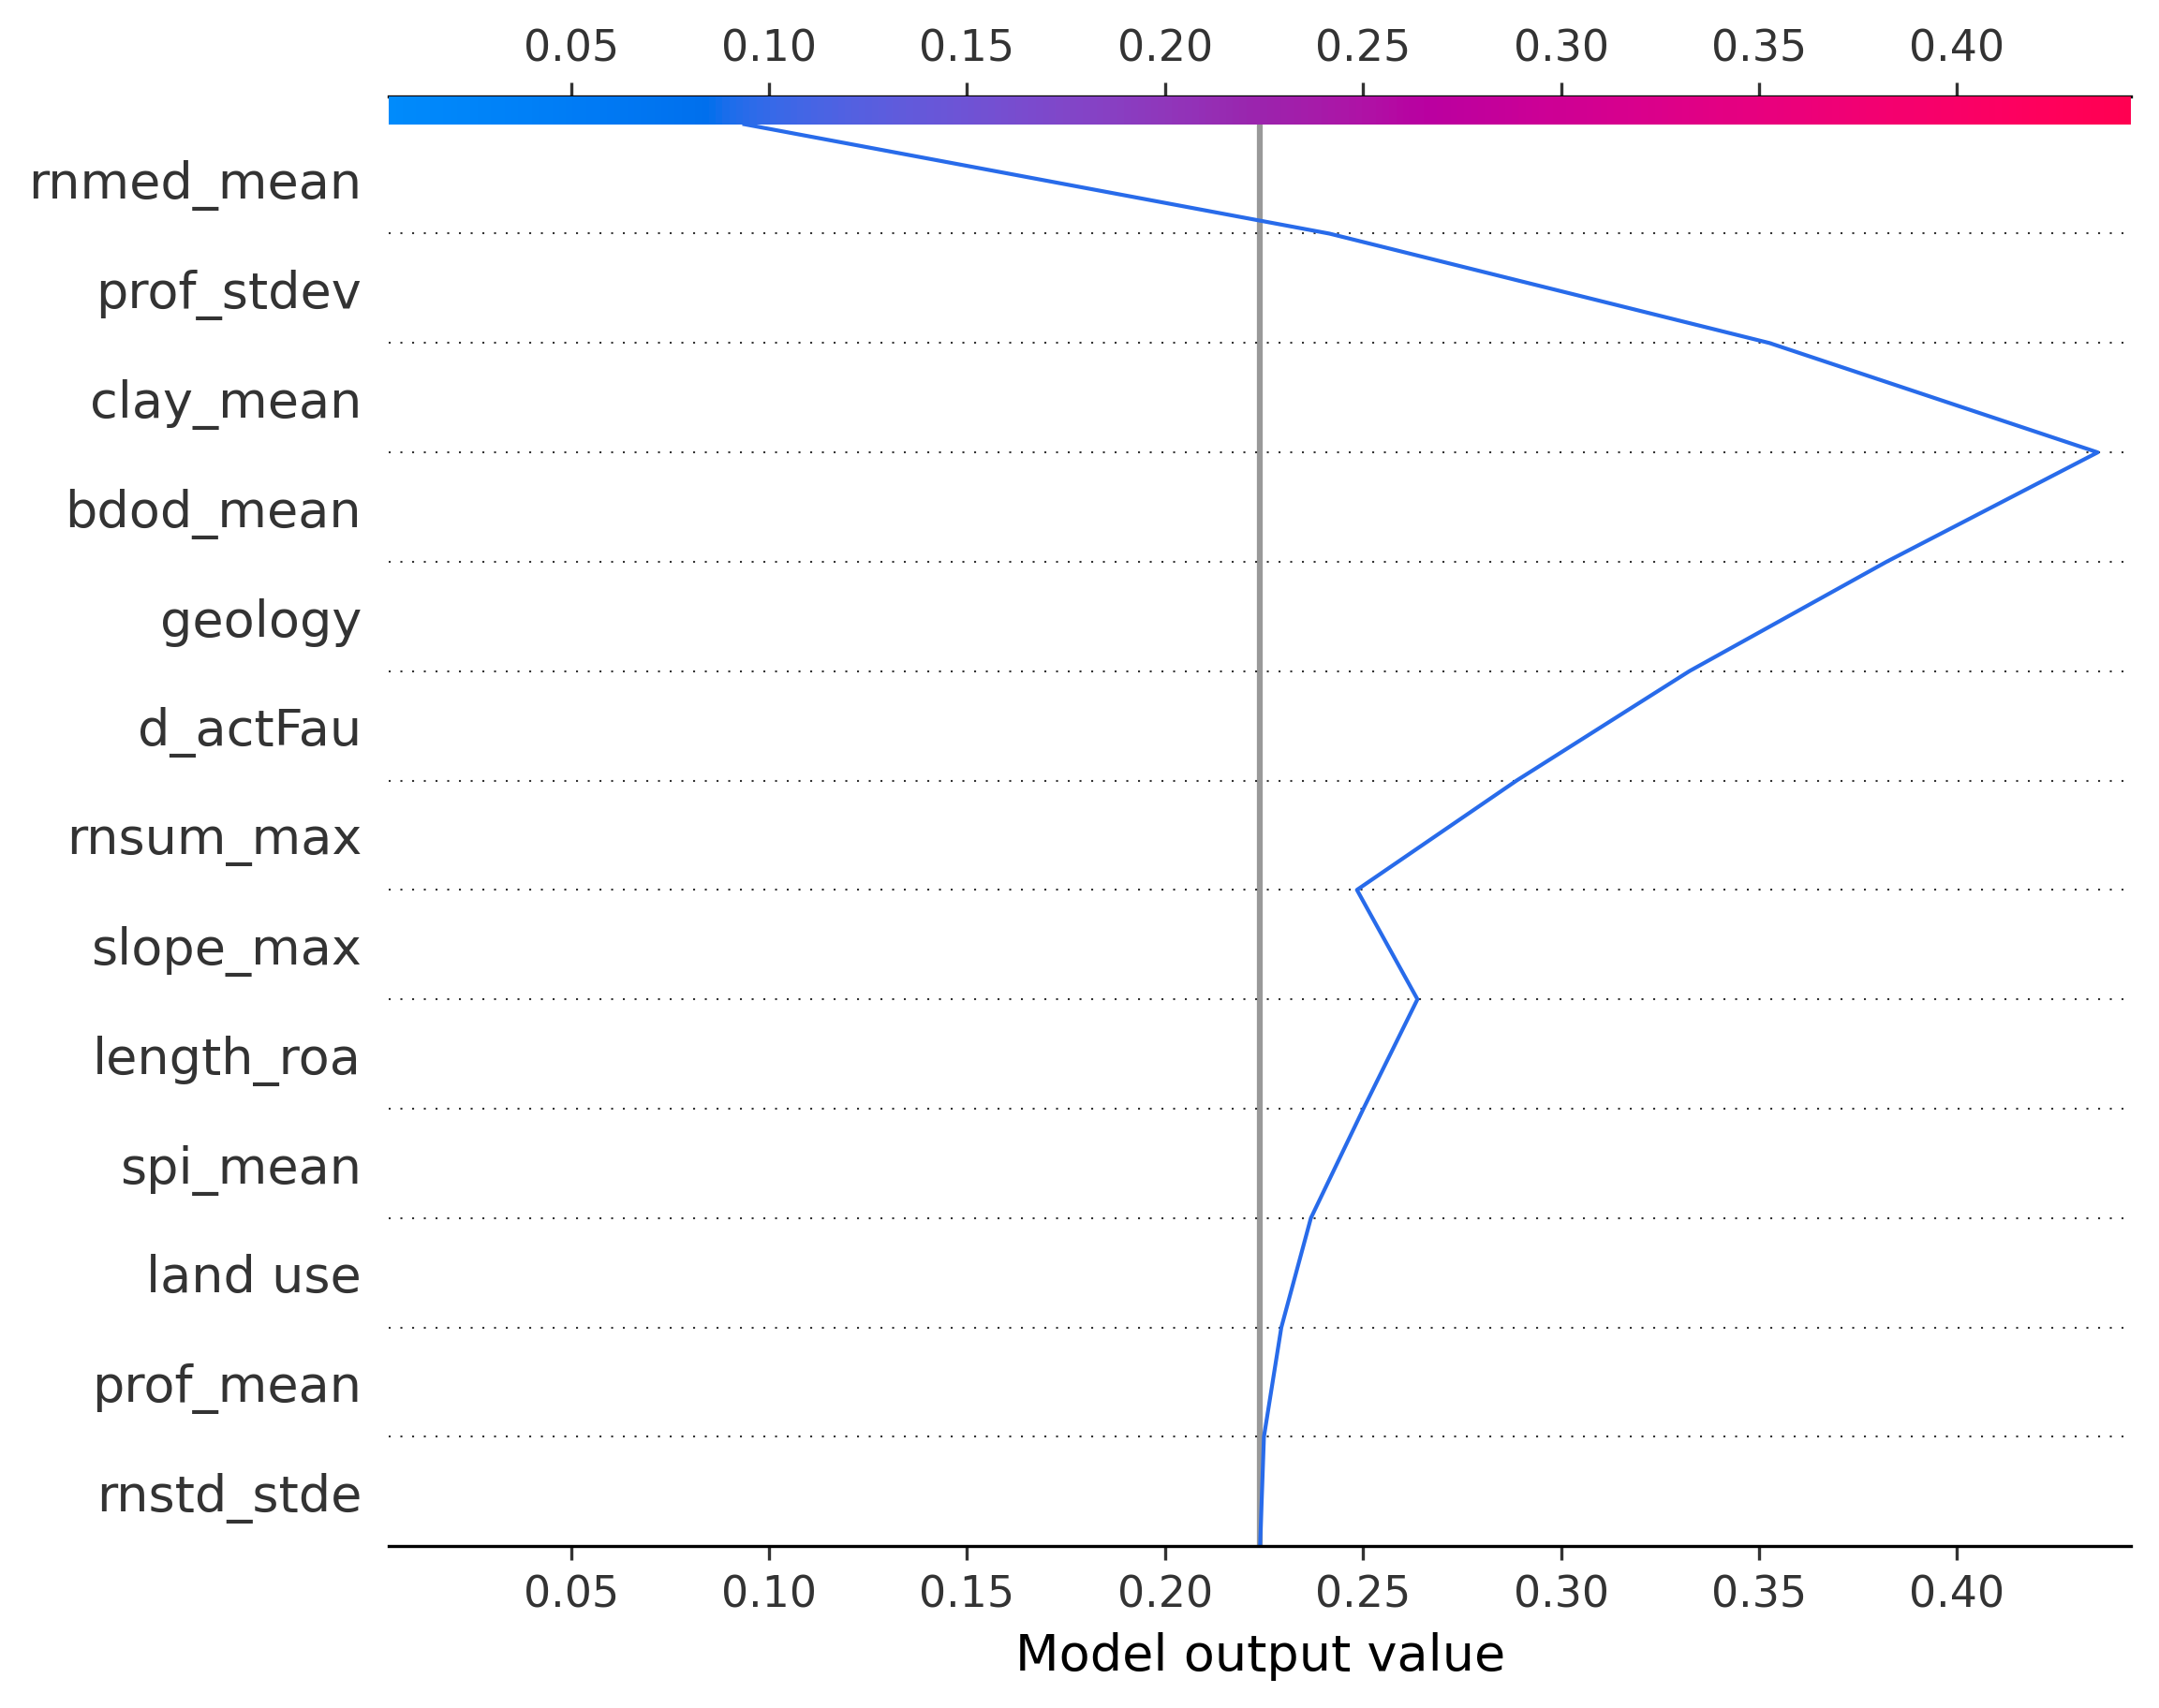 0.05 0.10 0.15 0.20 0.25 0.30 0.35 0.40
rnmed_mean
prof_stdev
clay_mean
bdod_mean
geology
d_actFau
rnsum_max
slope_max
length_roa
spi_mean
land use
prof_mean
rnstd_stde
0.05 0.10 0.15 0.20 0.25 0.30 0.35 0.40
Model output value